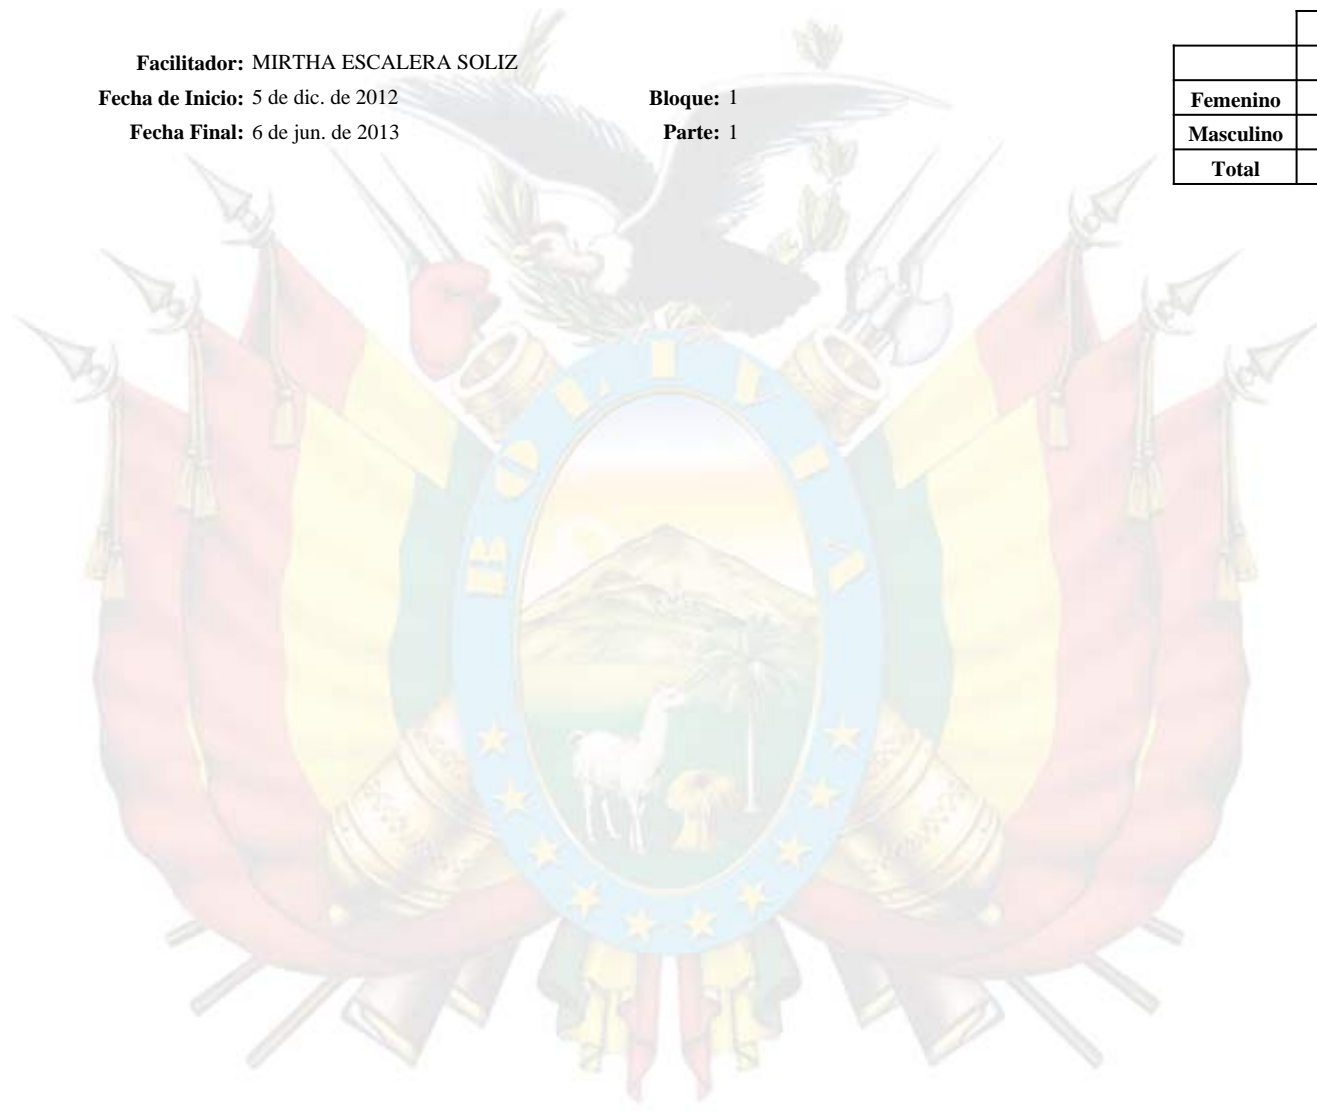 Facilitador: MIRTHA ESCALERA SOLIZ
Fecha de Inicio: 5 de dic. de 2012 Bloque: 1
Fecha Final: 6 de jun. de 2013 Parte: 1
Femenino
Masculino
Total
BOLIVIA